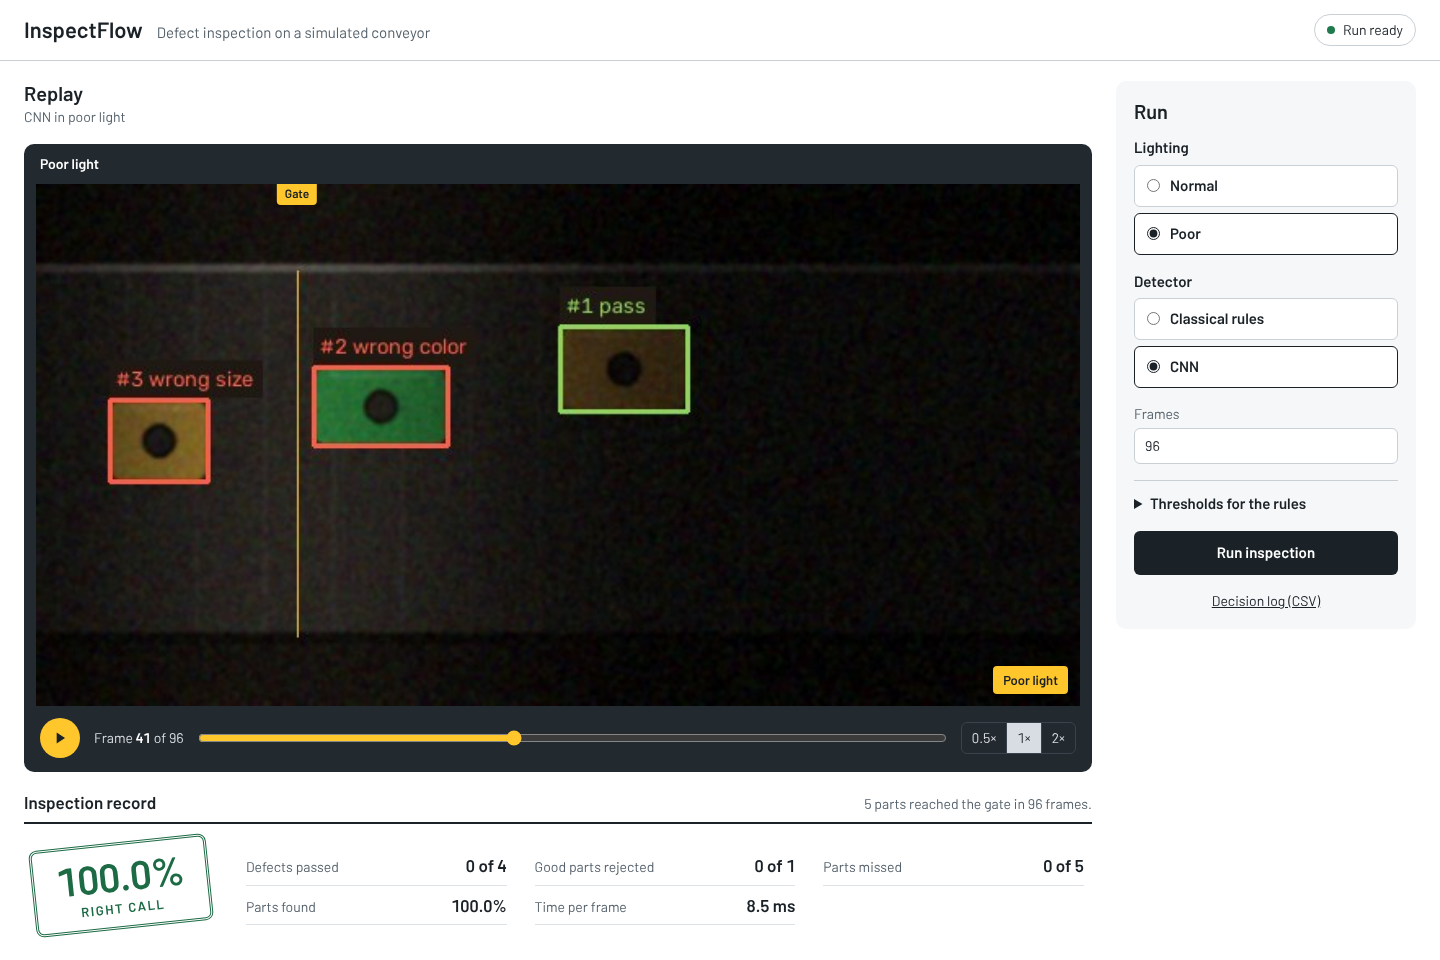 InspectFlow Defect inspection on a simulated conveyor
Run ready
Replay
CNN in poor light
Poor light
Gate
#1 pass
#2 wrong color
#3 wrong size
Poor light
Frame 41 of 96
0.5×
1×
2×
Inspection record
5 parts reached the gate in 96 frames.
100.0%
RIGHT CALL
Defects passed 0 of 4
Good parts rejected 0 of 1
Parts missed 0 of 5
Parts found 100.0%
Time per frame 8.5 ms
Run
Lighting
Normal
Poor
Detector
Classical rules
CNN
Frames
96
Thresholds for the rules
Run inspection
Decision log (CSV)